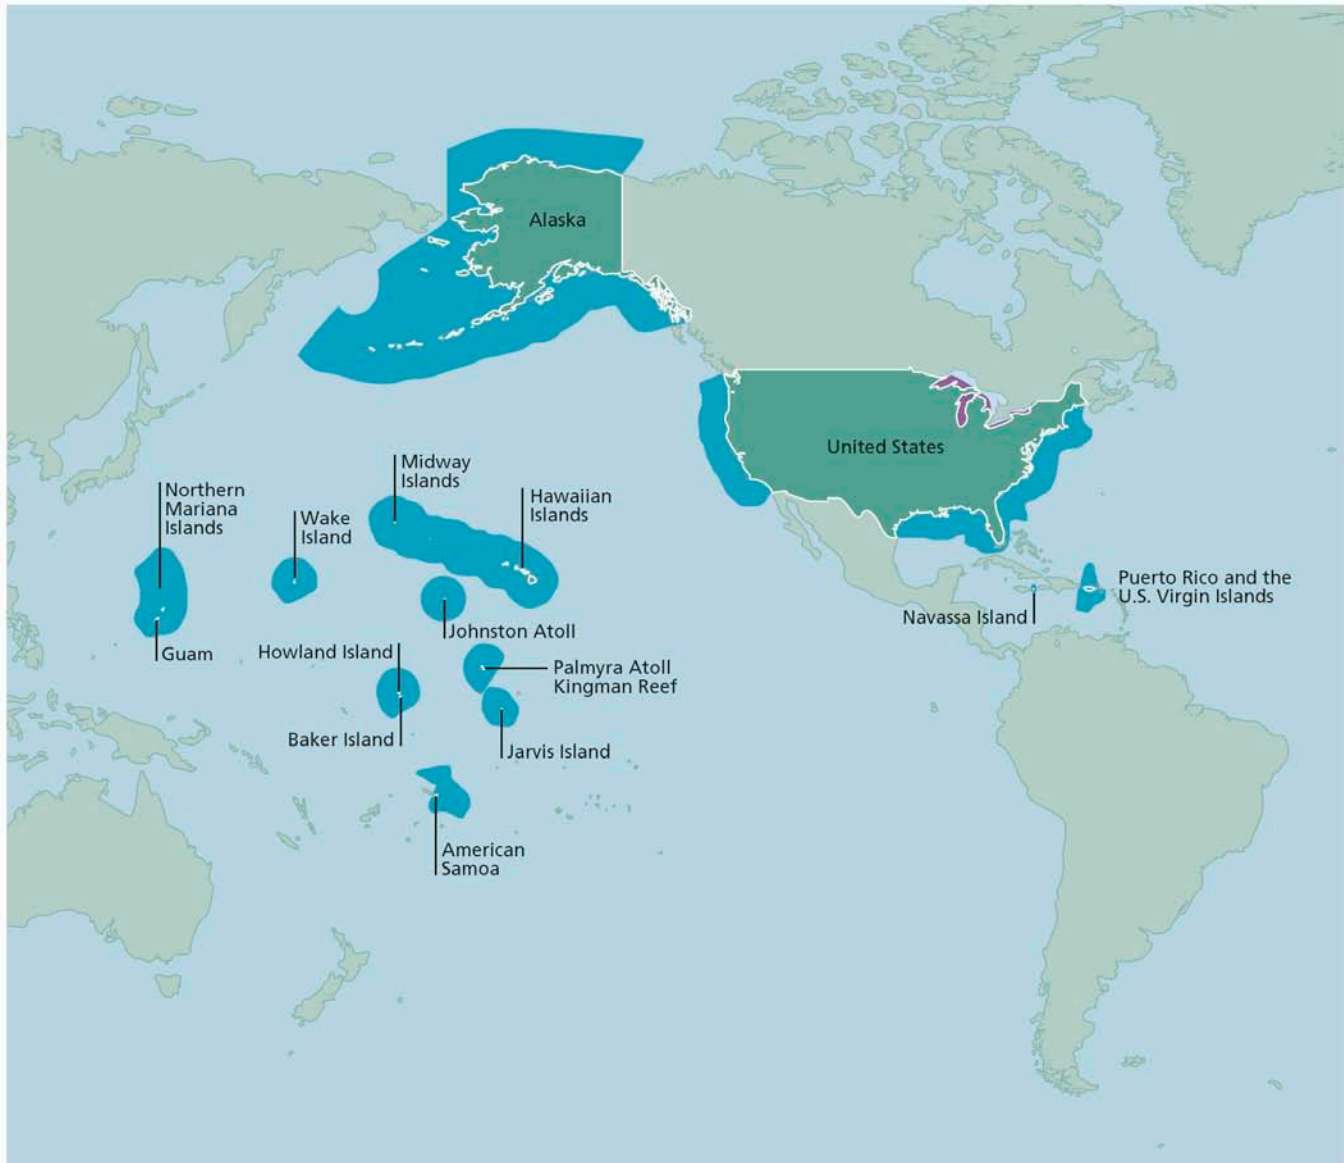 Alaska
United States
Midway
Islands
Northern
Mariana
Islands
Hawaiian
Islands
Wake
Island
Puerto Rico and the
U.S. Virgin Islands
Navassa Island
Johnston Atoll
Guam
Howland Island
Palmyra Atoll
Kingman Reef
Baker Island
Jarvis Island
American
Samoa